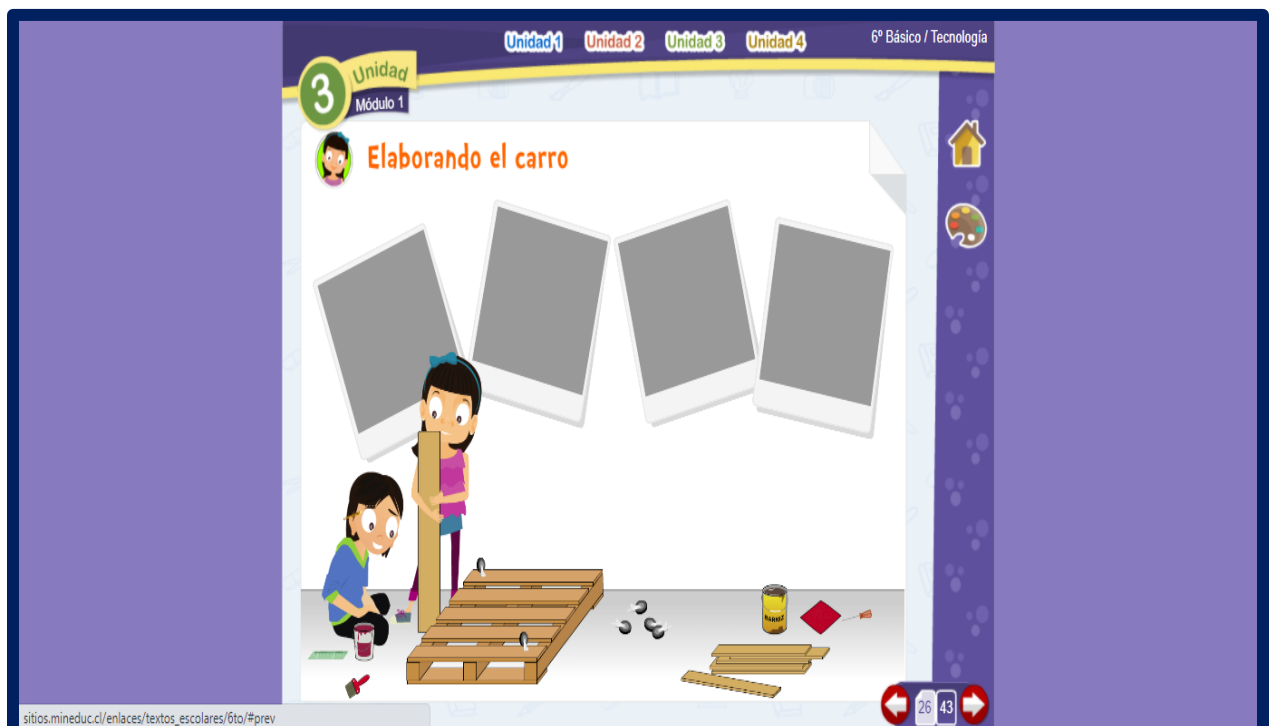 Unidad 1 Unidad 2 Unidad 3 Unidad 4 6º Básico / Tecnología
3 Unidad
Módulo 1
Elaborando el carro
BARNIZ
26 43
sitios.mineduc.cl/enlaces/textos_escolares/6to/#prev